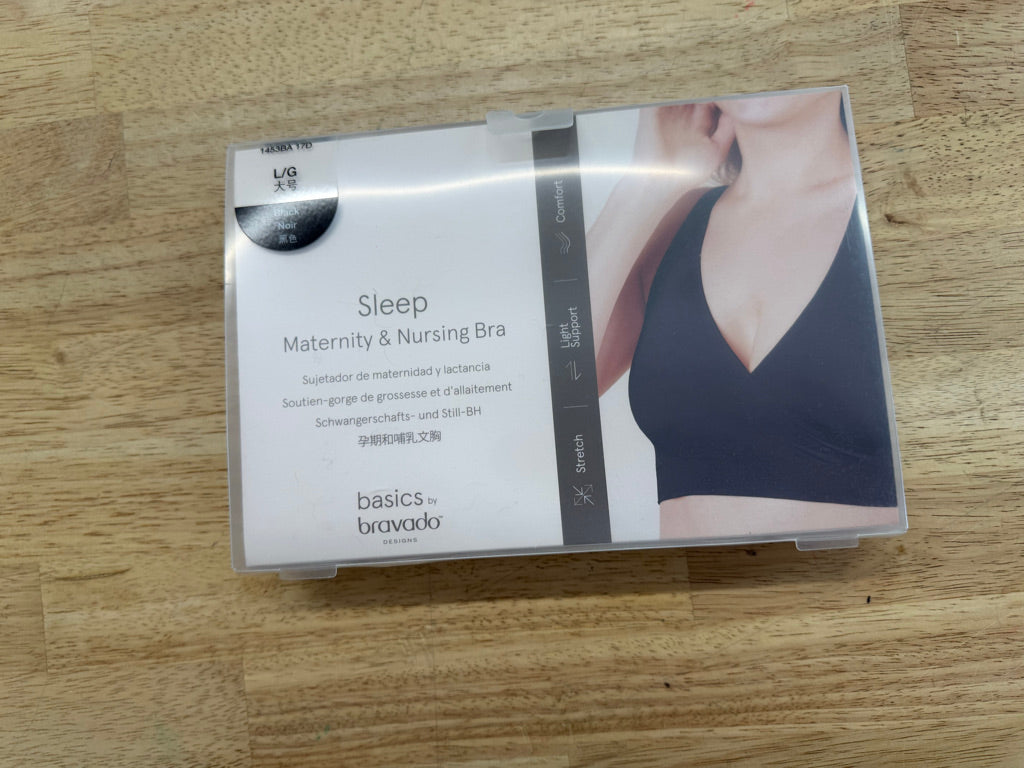 1453BA 17D
L/G
大号
Black
Noir
黑色
Sleep
Maternity & Nursing Bra
Sujetador de maternidad y lactancia
Soutien-gorge de grossesse et d'allaitement
Schwangerschafts- und Still-BH
孕期和哺乳文胸
basics by
bravado™
DESIGNS
Stretch
Light
Support
Comfort